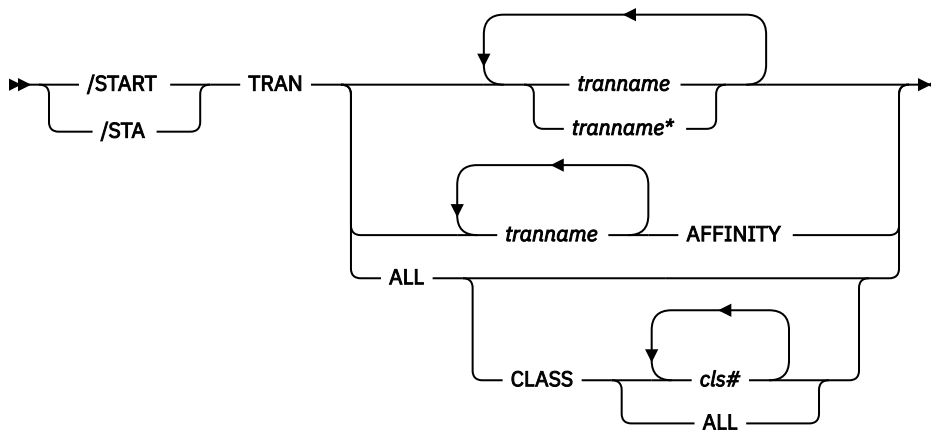 /START TRAN tranname
/STA tranname*
tranname AFFINITY
ALL
CLASS cls#
ALL